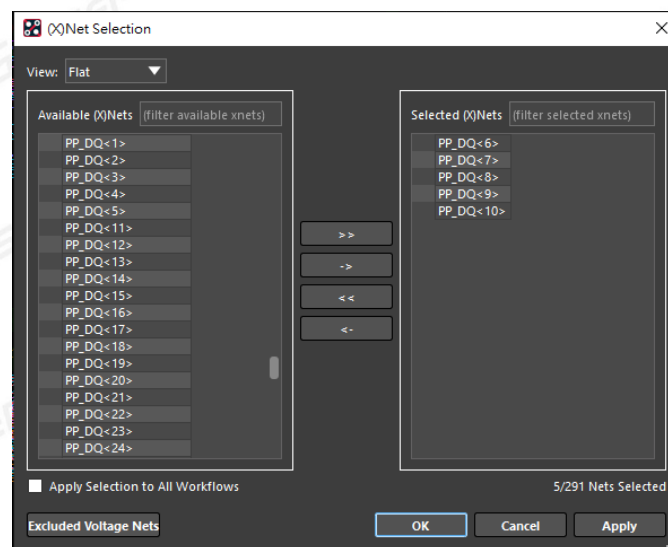 (X)Net Selection
View: Flat
Available (X)Nets (filter available xnets)
PP_DQ<1>
PP_DQ<2>
PP_DQ<3>
PP_DQ<4>
PP_DQ<5>
PP_DQ<11>
PP_DQ<12>
PP_DQ<13>
PP_DQ<14>
PP_DQ<15>
PP_DQ<16>
PP_DQ<17>
PP_DQ<18>
PP_DQ<19>
PP_DQ<20>
PP_DQ<21>
PP_DQ<22>
PP_DQ<23>
PP_DQ<24>
>>
->
<<
<-
Selected (X)Nets (filter selected xnets)
PP_DQ<6>
PP_DQ<7>
PP_DQ<8>
PP_DQ<9>
PP_DQ<10>
Apply Selection to All Workflows
5/291 Nets Selected
Excluded Voltage Nets
OK
Cancel
Apply